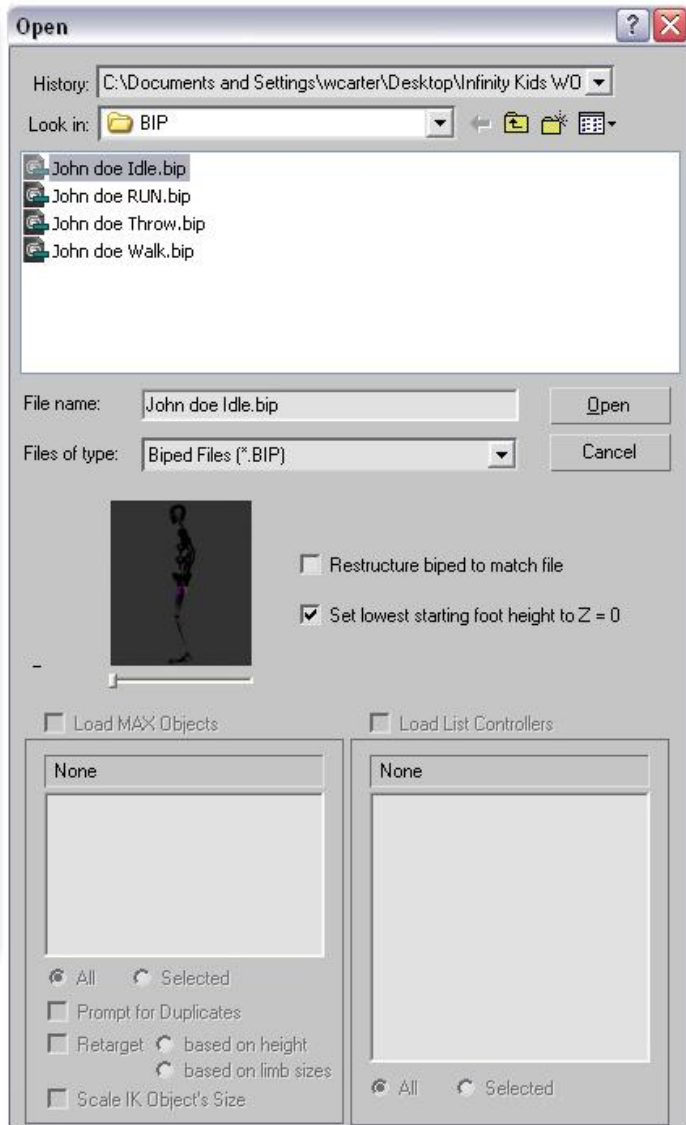 Open
History: C:\Documents and Settings\wcarter\Desktop\Infinity Kids WO
Look in: BIP
John doe Idle.bip
John doe RUN.bip
John doe Throw.bip
John doe Walk.bip
File name: John doe Idle.bip Open
Files of type: Biped Files (*.BIP) Cancel
Restructure biped to match file
Set lowest starting foot height to Z = 0
Load MAX Objects
None
All Selected
Prompt for Duplicates
Retarget based on height
based on limb sizes
Scale IK Object's Size
Load List Controllers
None
All Selected